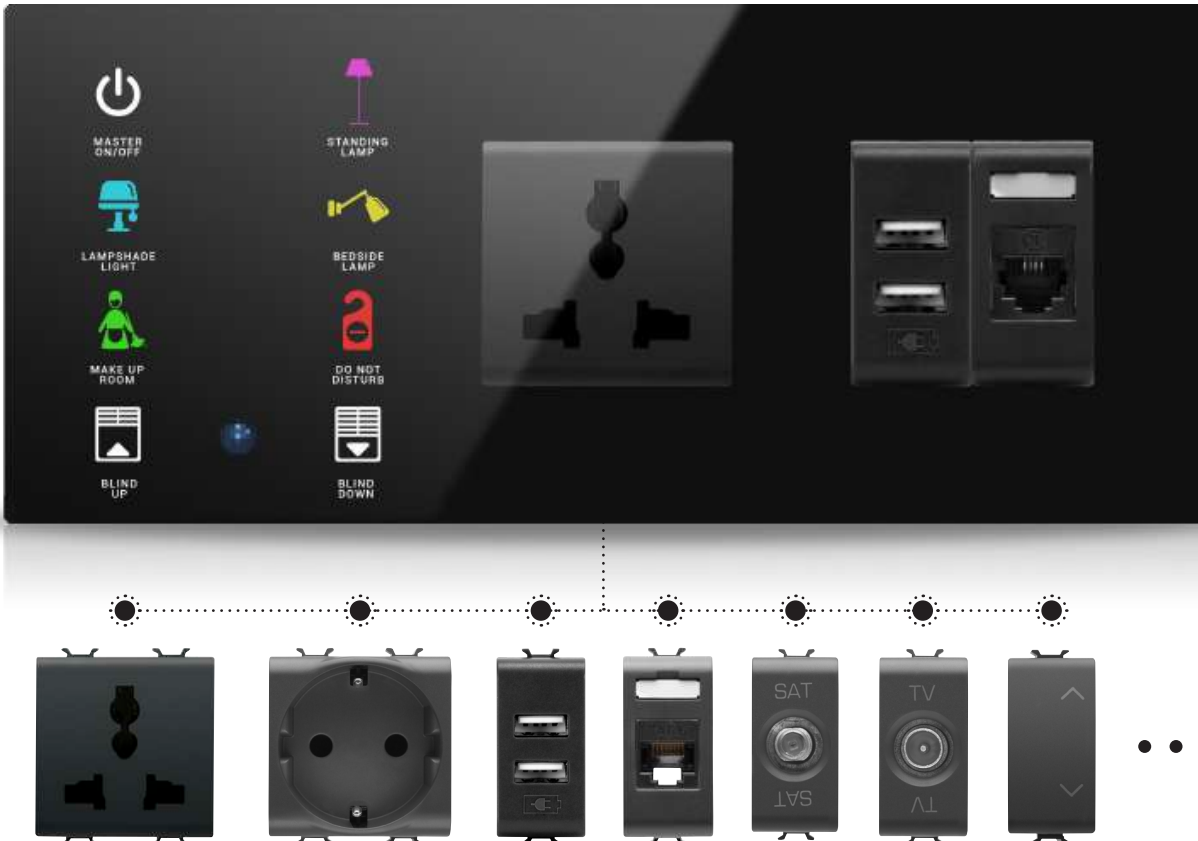 MASTER
ON/OFF
STANDING
LAMP
LAMPSHADE
LIGHT
BEDSIDE
LAMP
MAKE UP
ROOM
DO NOT
DISTURB
BLIND
UP
BLIND
DOWN
SAT
SAT
TV
TV